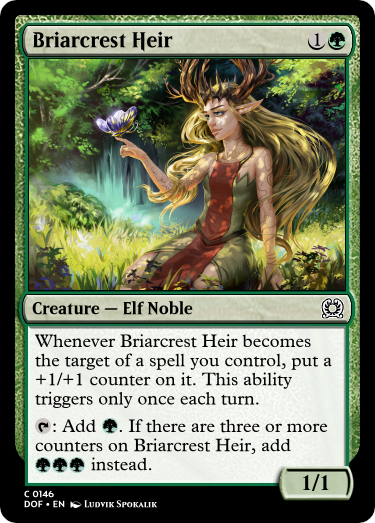 Briarcrest Heir 1
Creature — Elf Noble
Whenever Briarcrest Heir becomes
the target of a spell you control, put a
+1/+1 counter on it. This ability
triggers only once each turn.
: Add . If there are three or more
counters on Briarcrest Heir, add
instead.
1/1
C 0146
DOF • EN Ludvik Spokalik